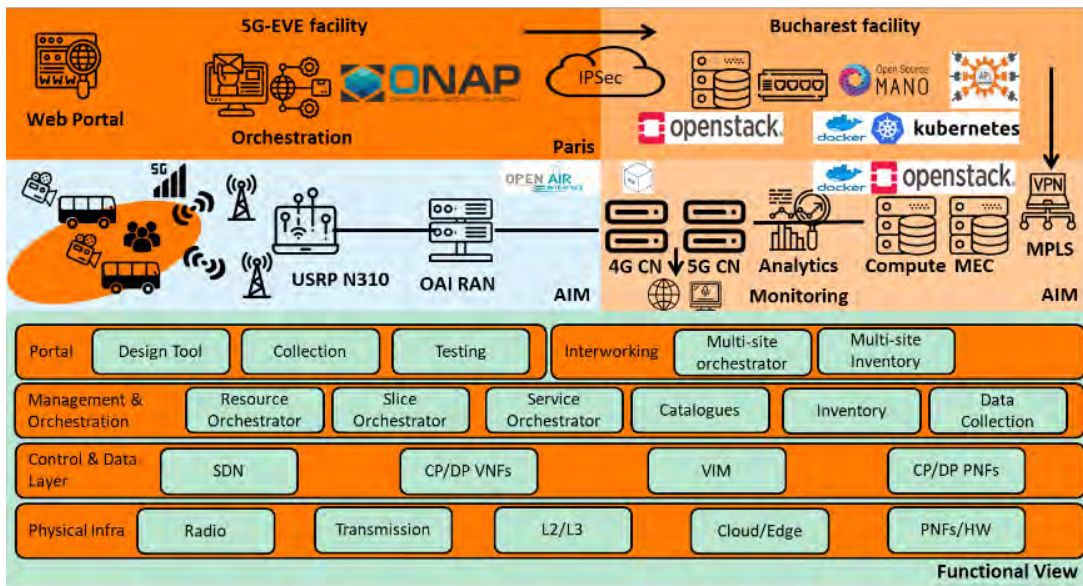 5G-EVE facility
Bucharest facility
WWW
Web Portal
Orchestration
ONAP
Paris
IPSec
Open Source
MANO
API
openstack.
docker
kubernetes
5G
USRP N310
OAI RAN
OPEN AIR
INTERFACE
AIM
docker
openstack.
4G CN
5G CN
Analytics
Monitoring
Compute
MEC
VPN
MPLS
AIM
Portal
Design Tool
Collection
Testing
Interworking
Multi-site
orchestrator
Multi-site
Inventory
Management &
Orchestration
Resource
Orchestrator
Slice
Orchestrator
Service
Orchestrator
Catalogues
Inventory
Data
Collection
Control & Data
Layer
SDN
CP/DP VNFs
VIM
CP/DP PNFs
Physical Infra
Radio
Transmission
L2/L3
Cloud/Edge
PNFs/HW
Functional View